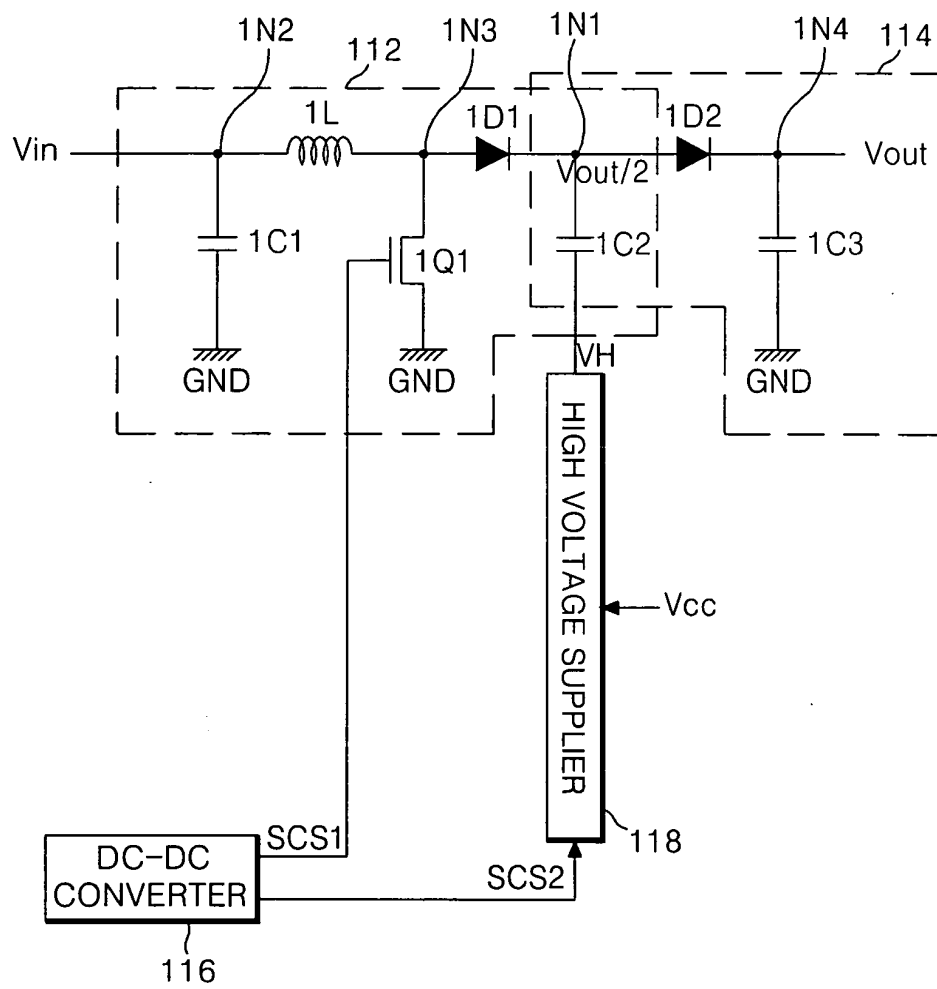 1N2
1N3
1N1
1N4
112
114
1L
1D1
1D2
Vin
Vout/2
Vout
1C1
1Q1
1C2
1C3
GND
GND
VH
GND
HIGH VOLTAGE SUPPLIER
Vcc
118
SCS1
DC-DC
CONVERTER
SCS2
116